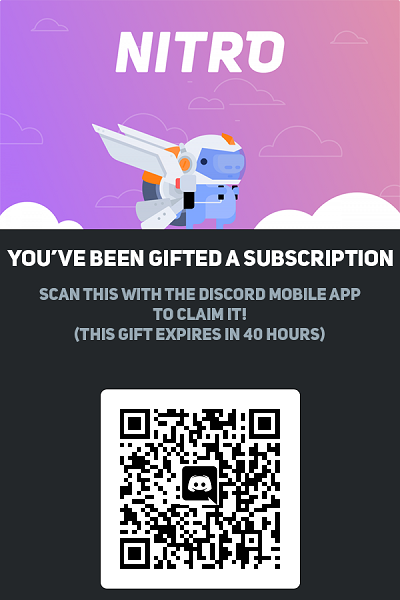 NITRO
YOU'VE BEEN GIFTED A SUBSCRIPTION
SCAN THIS WITH THE DISCORD MOBILE APP
TO CLAIM IT!
(THIS GIFT EXPIRES IN 40 HOURS)